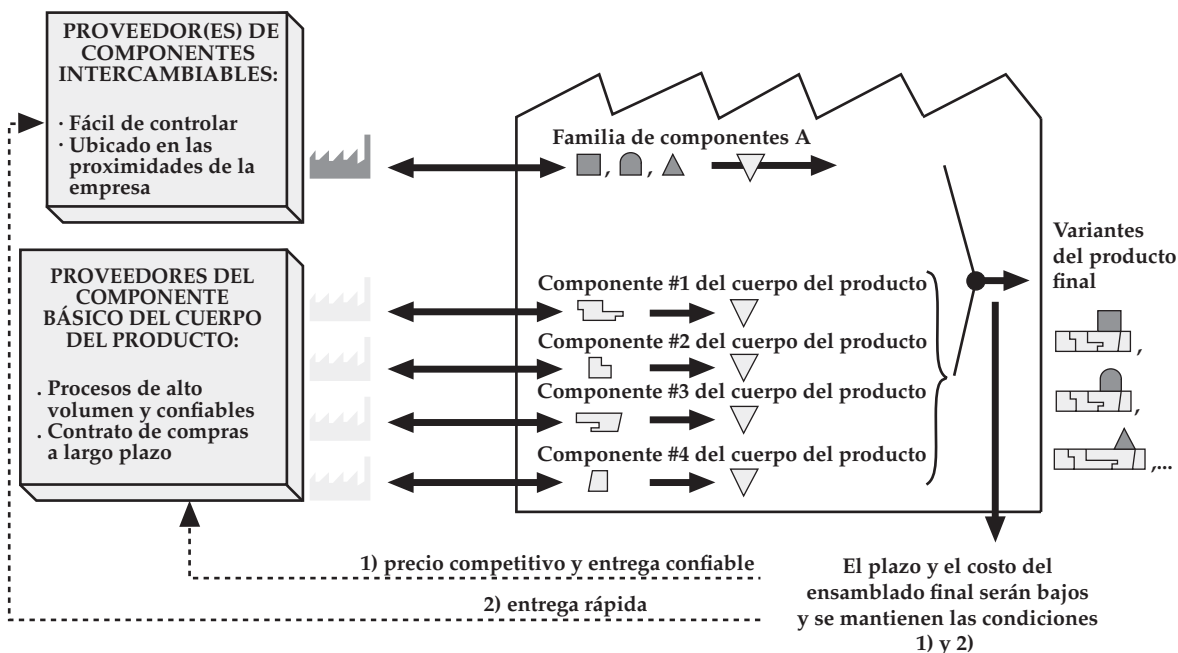 PROVEEDOR(ES) DE
COMPONENTES
INTERCAMBIABLES:
· Fácil de controlar
· Ubicado en las
proximidades de la
empresa
PROVEEDORES DEL
COMPONENTE
BÁSICO DEL CUERPO
DEL PRODUCTO:
. Procesos de alto
volumen y confiables
. Contrato de compras
a largo plazo
Familia de componentes A
, ,
Componente #1 del cuerpo del producto
Componente #2 del cuerpo del producto
Componente #3 del cuerpo del producto
Componente #4 del cuerpo del producto
Variantes
del producto
final
,
,
,...
1) precio competitivo y entrega confiable
2) entrega rápida
El plazo y el costo del
ensamblado final serán bajos
y se mantienen las condiciones
1) y 2)